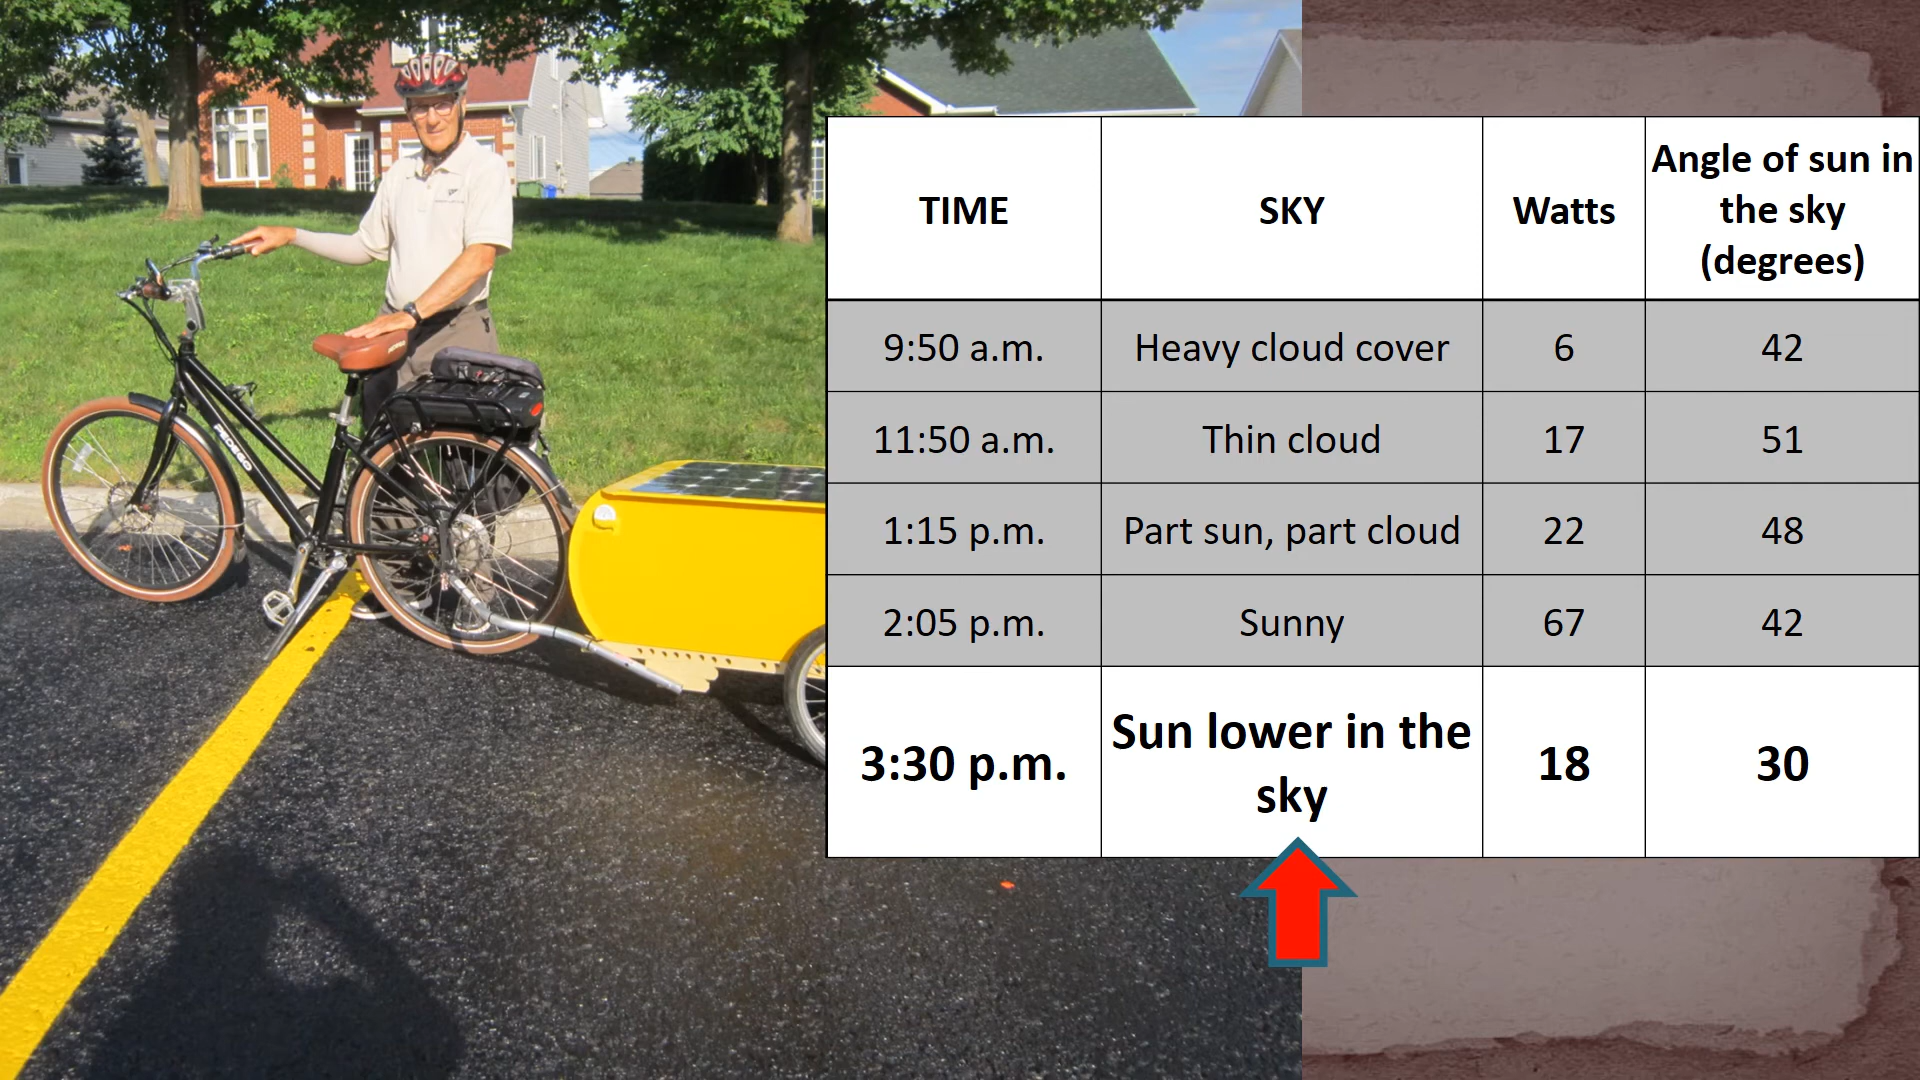 TIME SKY Watts Angle of sun in
the sky
(degrees)
9:50 a.m. Heavy cloud cover 6 42
11:50 a.m. Thin cloud 17 51
1:15 p.m. Part sun, part cloud 22 48
2:05 p.m. Sunny 67 42
3:30 p.m. Sun lower in the
sky 18 30
PEDEGO